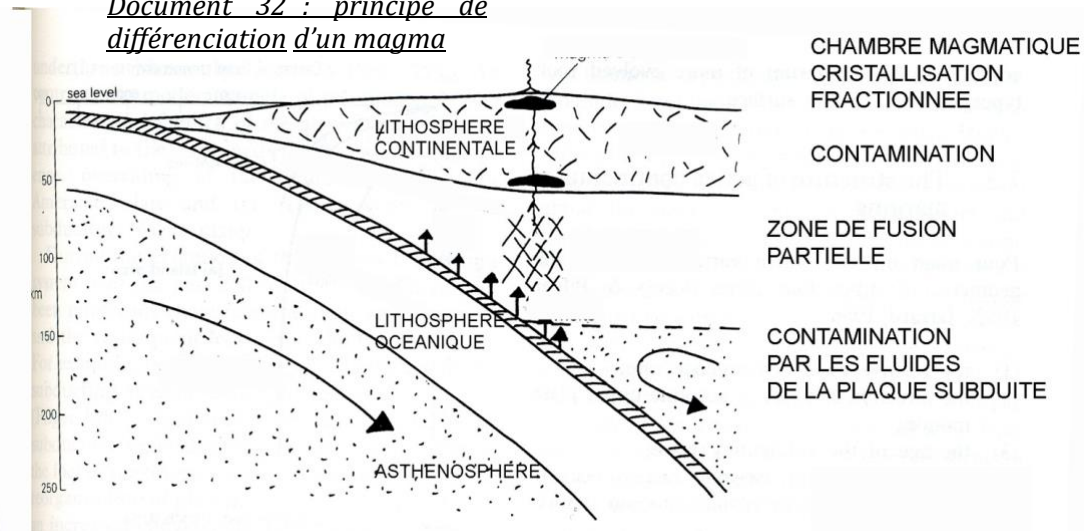 Document 32 : principe de
différenciation d'un magma
CHAMBRE MAGMATIQUE
CRISTALLISATION
FRACTIONNEE
CONTAMINATION
ZONE DE FUSION
PARTIELLE
CONTAMINATION
PAR LES FLUIDES
DE LA PLAQUE SUBDUITE
sea level
0
50
100
km
150
200
250
LITHOSPHERE
CONTINENTALE
LITHOSPHERE
OCEANIQUE
ASTHENOSPHERE